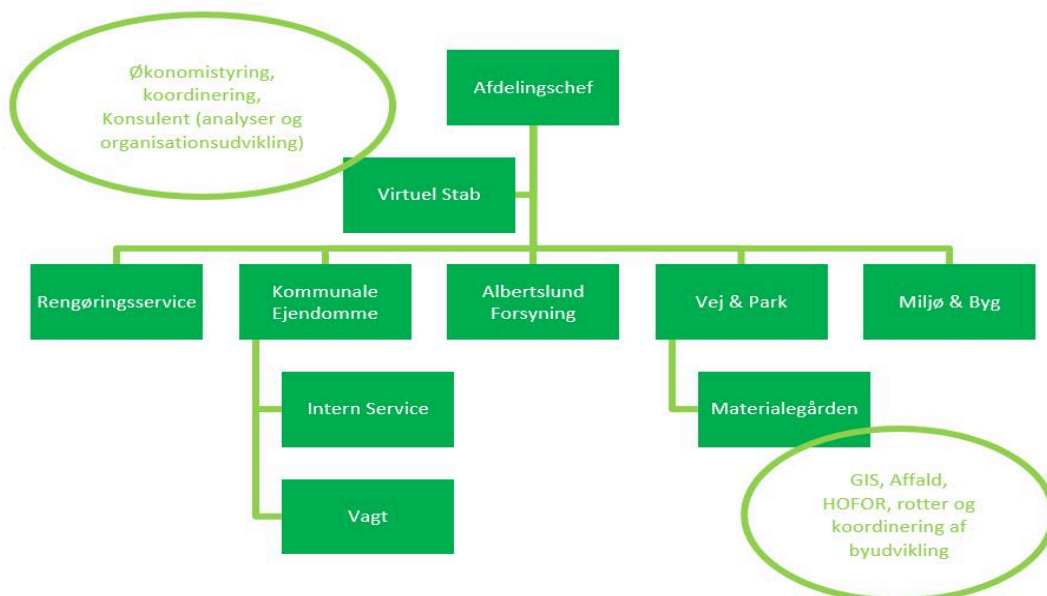 Økonomistyring,
koordinering,
Konsulent (analyser og
organisationsudvikling)
Afdelingschef
Virtuel Stab
Rengøringsservice
Kommunale
Ejendomme
Albertslund
Forsyning
Vej & Park
Miljø & Byg
Intern Service
Materialegården
Vagt
GIS, Affald,
HOFOR, rotter og
koordinering af
byudvikling